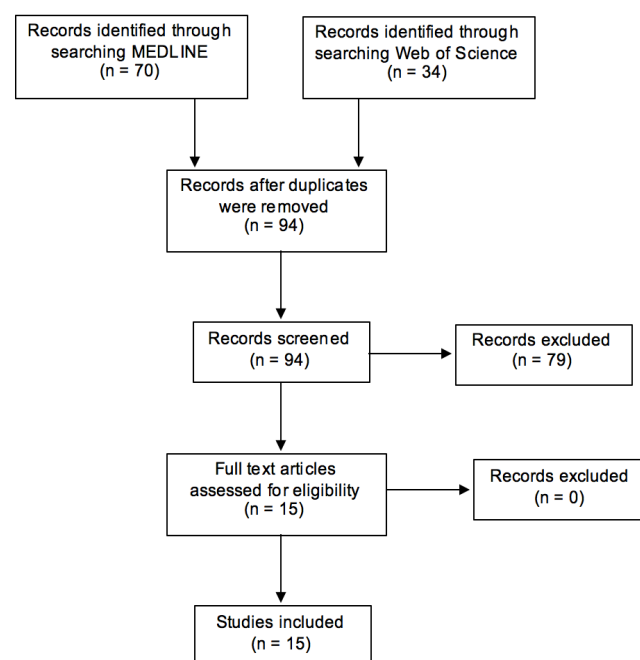 Records identified through
searching MEDLINE
(n = 70)
Records identified through
searching Web of Science
(n = 34)
Records after duplicates
were removed
(n = 94)
Records screened
(n = 94)
Records excluded
(n = 79)
Full text articles
assessed for eligibility
(n = 15)
Records excluded
(n = 0)
Studies included
(n = 15)